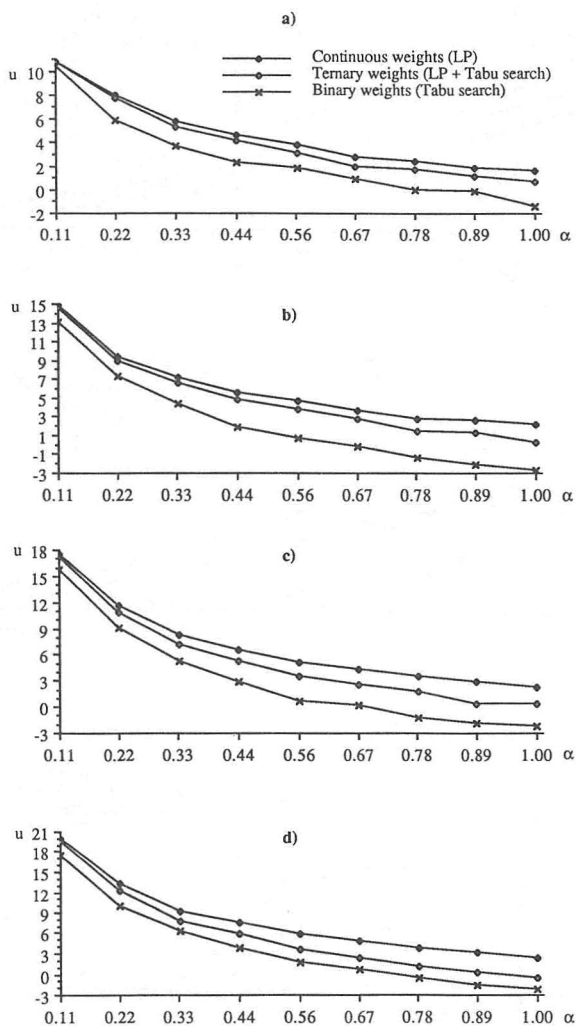 a)
Continuous weights (LP)
Ternary weights (LP + Tabu search)
Binary weights (Tabu search)
u 10
8
6
4
2
0
-2
0.11 0.22 0.33 0.44 0.56 0.67 0.78 0.89 1.00 α
b)
u 15
13
11
9
7
5
3
1
-1
-3
0.11 0.22 0.33 0.44 0.56 0.67 0.78 0.89 1.00 α
c)
u 18
15
12
9
6
3
0
-3
0.11 0.22 0.33 0.44 0.56 0.67 0.78 0.89 1.00 α
d)
u 21
18
15
12
9
6
3
0
-3
0.11 0.22 0.33 0.44 0.56 0.67 0.78 0.89 1.00 α